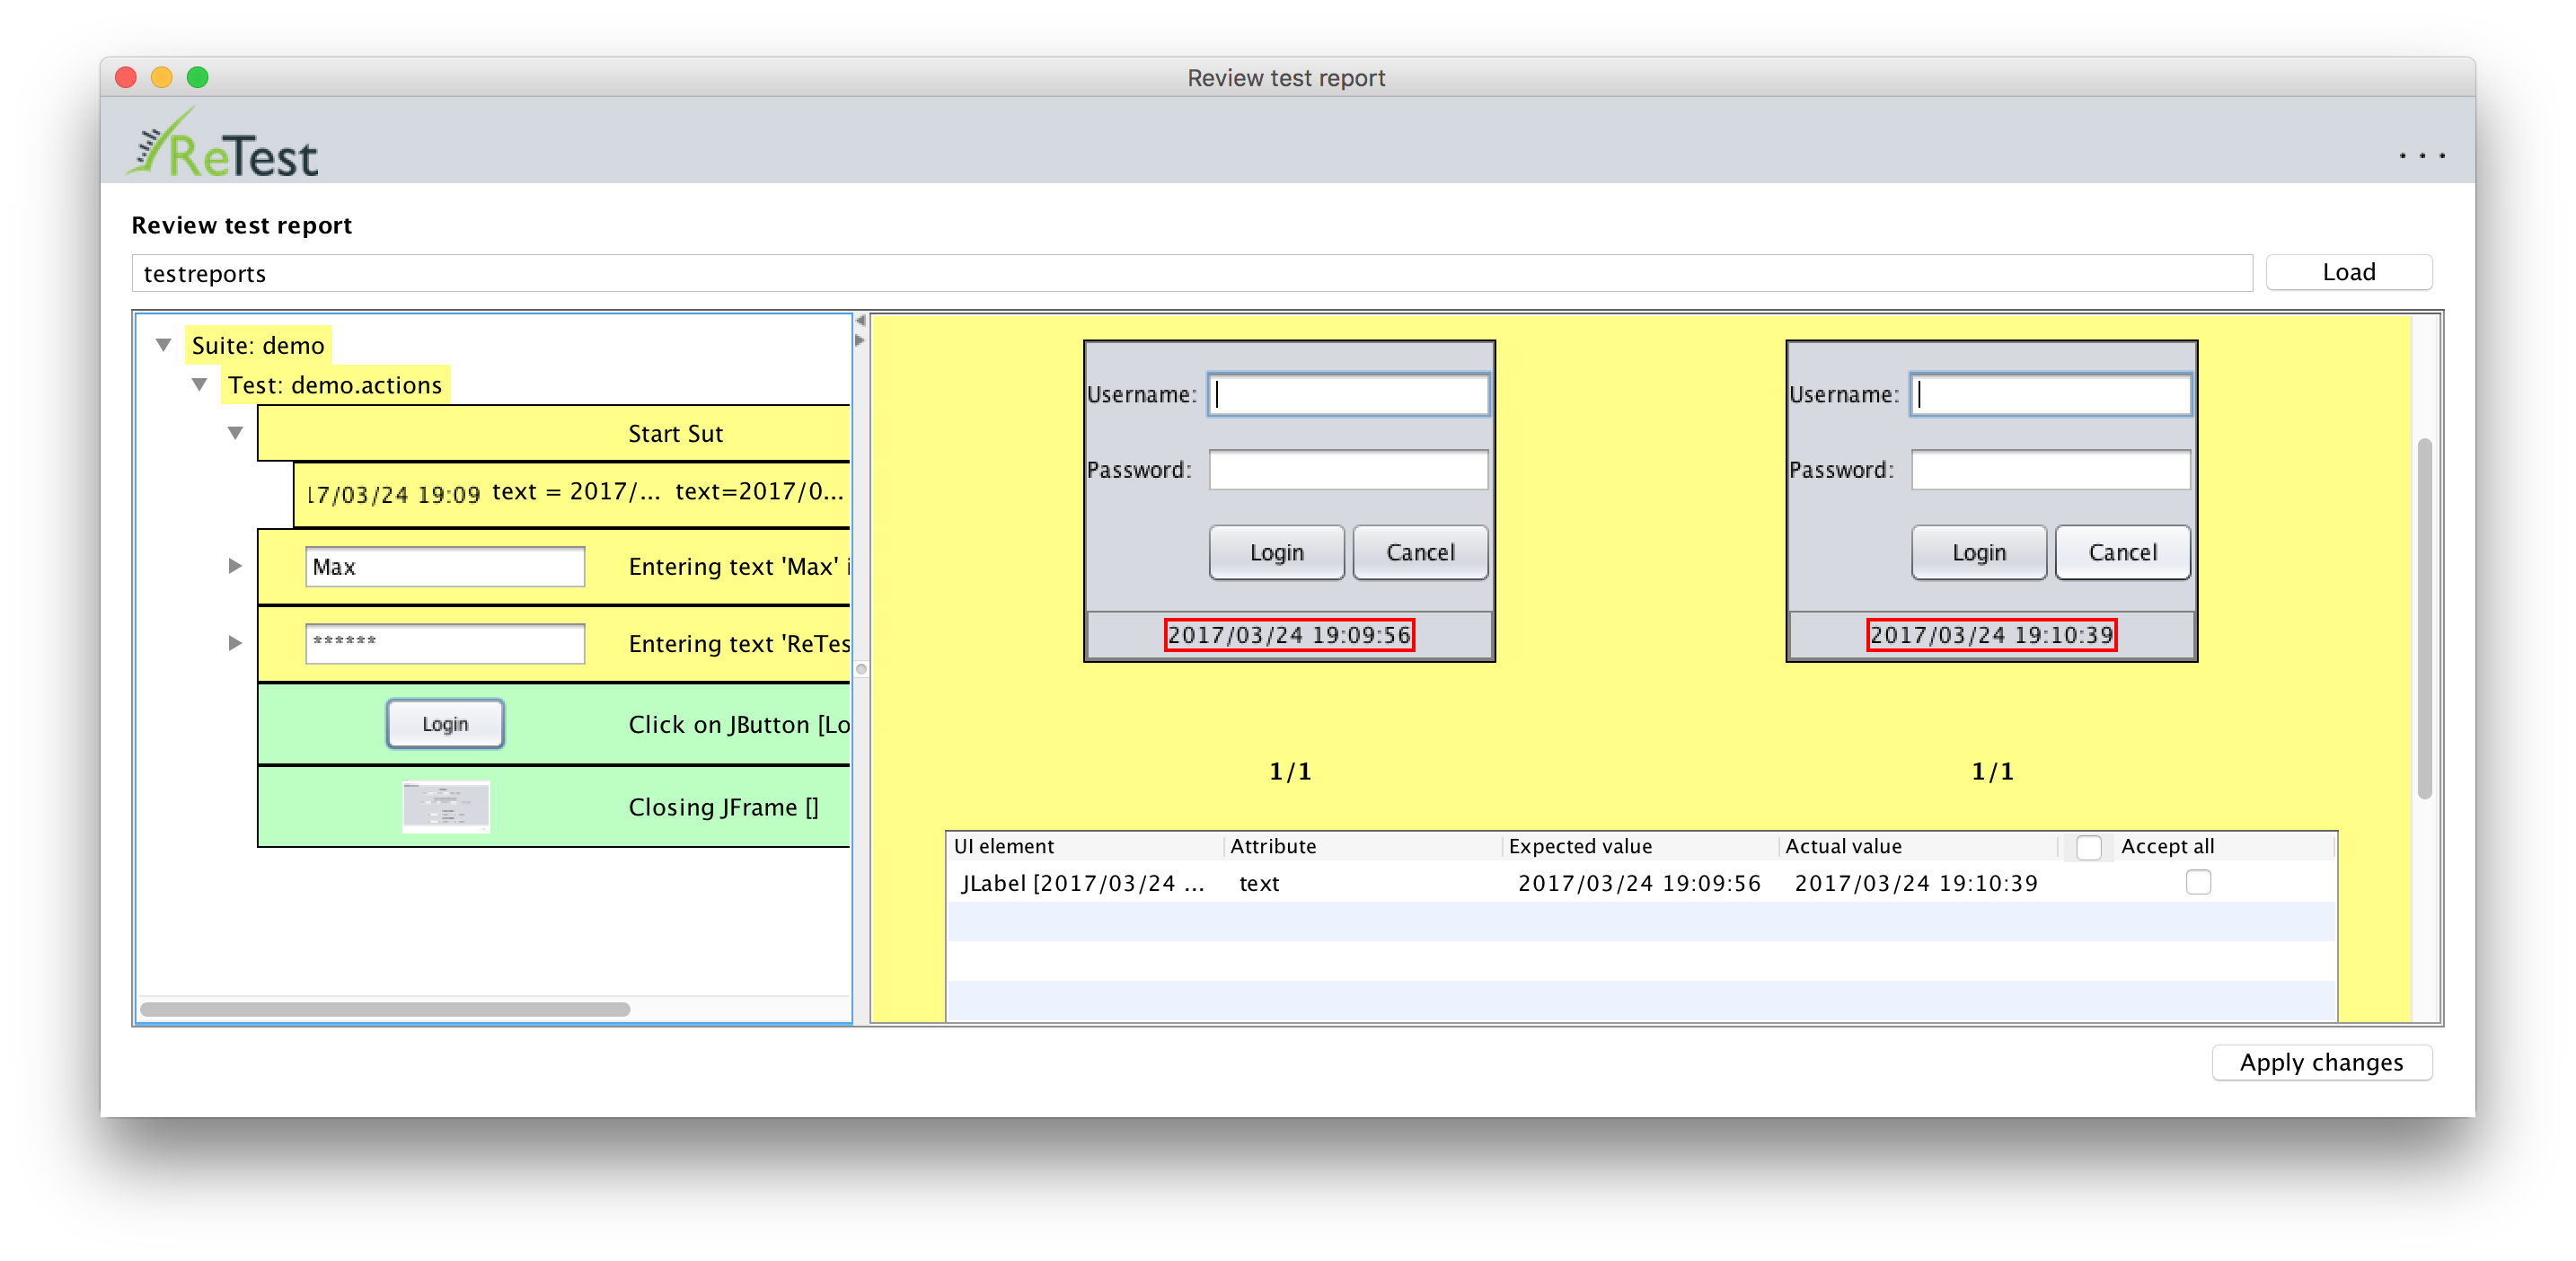 Review test report
ReTest
...
Review test report
testreports
Load
Suite: demo
Test: demo.actions
Start Sut
17/03/24 19:09 text = 2017/... text=2017/0...
Max Entering text 'Max' i
****** Entering text 'ReTes
Login Click on JButton [Lo
Closing JFrame []
Username:
Password:
Login Cancel
2017/03/24 19:09:56
1/1
Username:
Password:
Login Cancel
2017/03/24 19:10:39
1/1
UI element Attribute Expected value Actual value Accept all
JLabel [2017/03/24 ... text 2017/03/24 19:09:56 2017/03/24 19:10:39
Apply changes